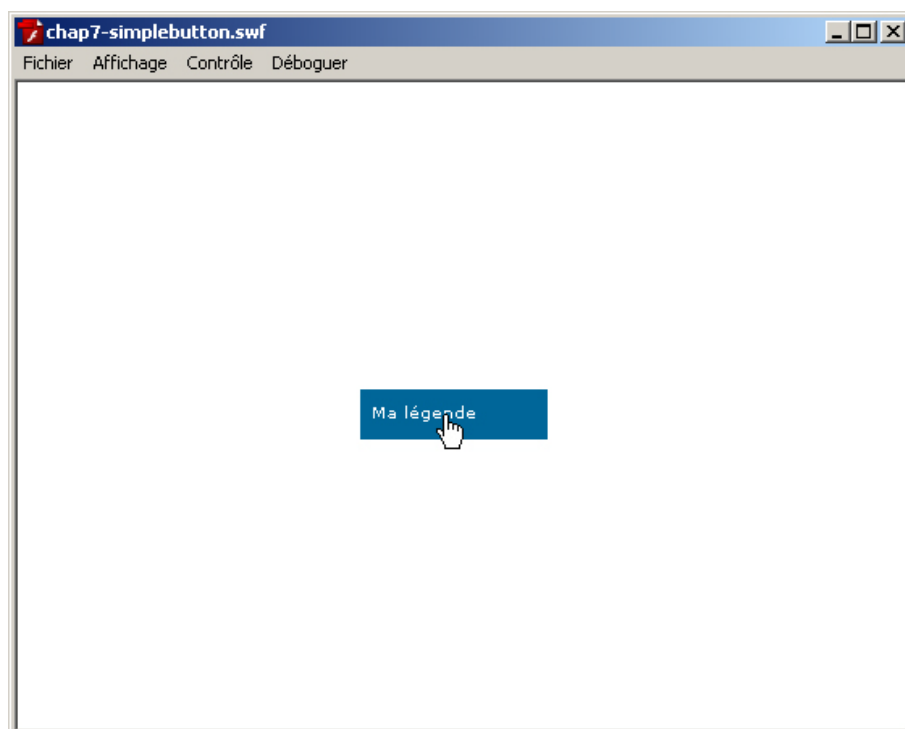 chap7-simplebutton.swf
Fichier Affichage Contrôle Déboguer
Ma légende